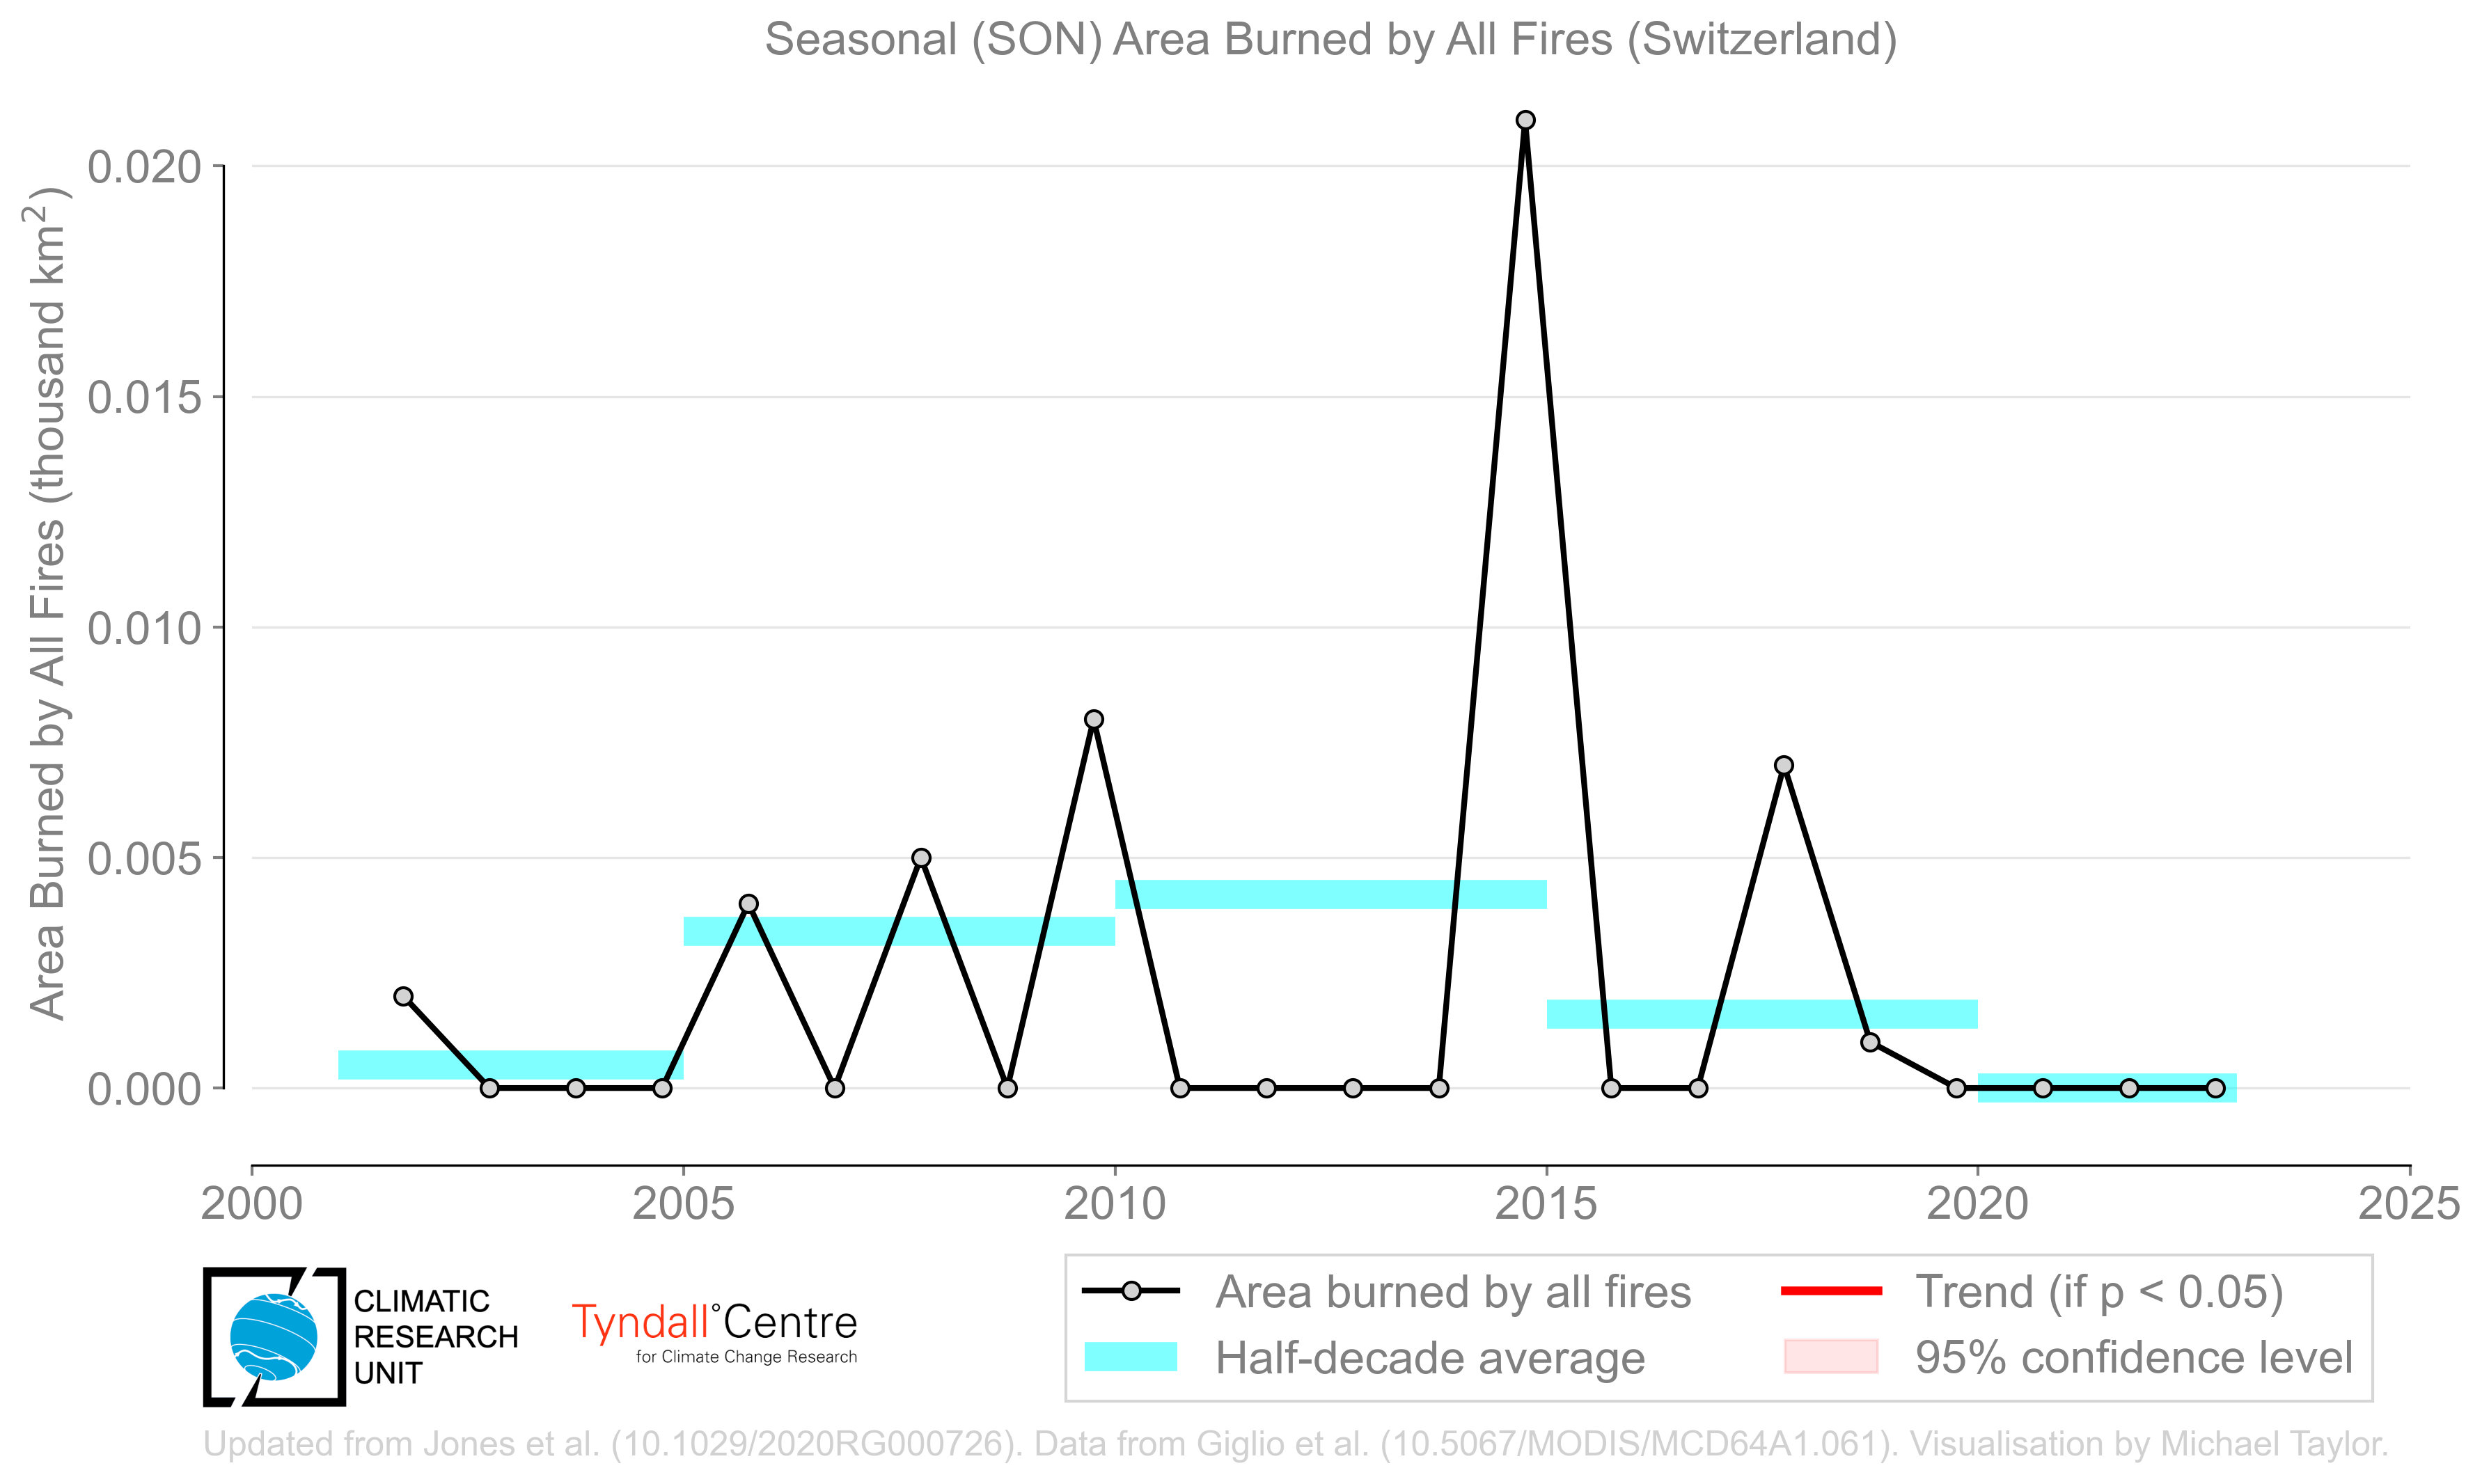 Seasonal (SON) Area Burned by All Fires (Switzerland)
Area Burned by All Fires (thousand km²)
0.020
0.015
0.010
0.005
0.000
2000 2005 2010 2015 2020 2025
CLIMATIC
RESEARCH
UNIT
Tyndall°Centre
for Climate Change Research
Area burned by all fires
Half-decade average
Trend (if p < 0.05)
95% confidence level
Updated from Jones et al. (10.1029/2020RG000726). Data from Giglio et al. (10.5067/MODIS/MCD64A1.061). Visualisation by Michael Taylor.